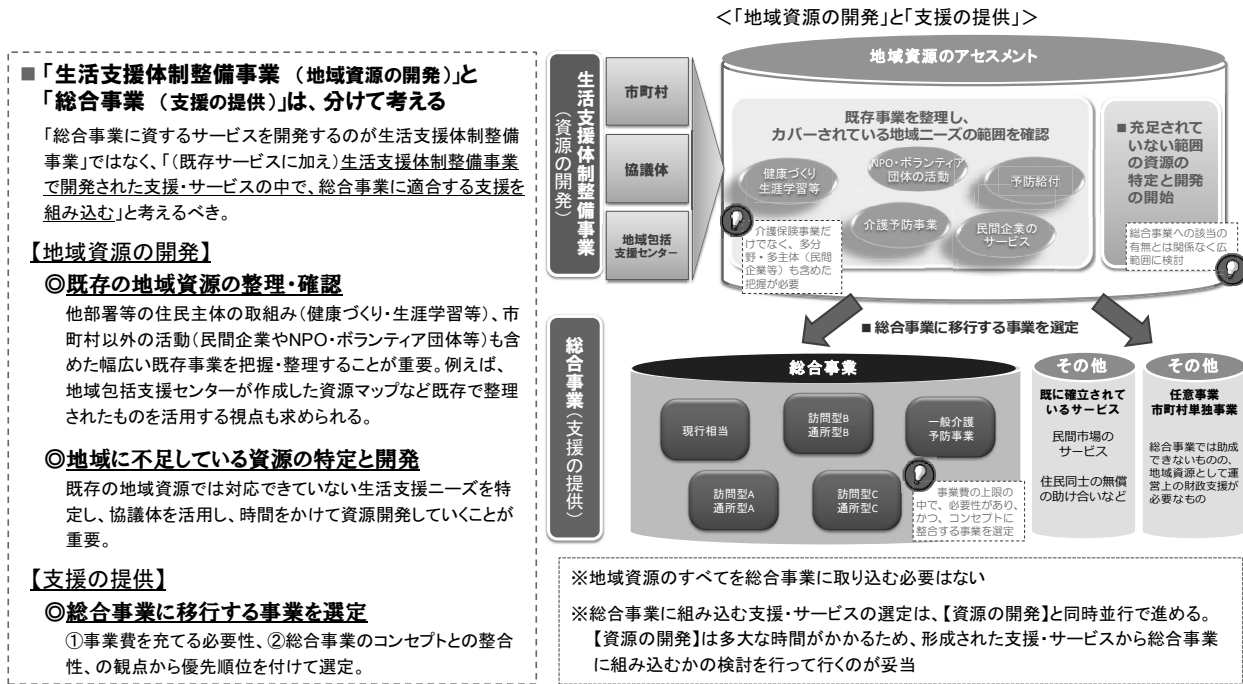 ＜「地域資源の開発」と「支援の提供」＞
■「生活支援体制整備事業 （地域資源の開発）」と
「総合事業 （支援の提供）」は、分けて考える
「総合事業に資するサービスを開発するのが生活支援体制整備
事業」ではなく、「（既存サービスに加え）生活支援体制整備事業
で開発された支援・サービスの中で、総合事業に適合する支援を
組み込む」と考えるべき。
【地域資源の開発】
◎既存の地域資源の整理・確認
他部署等の住民主体の取組み（健康づくり・生涯学習等）、市
町村以外の活動（民間企業やNPO・ボランティア団体等）も含
めた幅広い既存事業を把握・整理することが重要。例えば、
地域包括支援センターが作成した資源マップなど既存で整理
されたものを活用する視点も求められる。
◎地域に不足している資源の特定と開発
既存の地域資源では対応できていない生活支援ニーズを特
定し、協議体を活用し、時間をかけて資源開発していくことが
重要。
【支援の提供】
◎総合事業に移行する事業を選定
①事業費を充てる必要性、②総合事業のコンセプトとの整合
性、の観点から優先順位を付けて選定。
生活支援体制整備事業
（資源の開発）
市町村
協議体
地域包括
支援センター
地域資源のアセスメント
既存事業を整理し、
カバーされている地域ニーズの範囲を確認
健康づくり
生涯学習等
NPO・ボランティア
団体の活動
予防給付
介護予防事業
民間企業の
サービス
介護保険事業だ
けでなく、多分
野・多主体（民間
企業等）も含めた
把握が必要
■充足されて
いない範囲
の資源の
特定と開発
の開始
総合事業への該当の
有無とは関係なく広
範囲に検討
■総合事業に移行する事業を選定
総合事業（支援の提供）
総合事業
現行相当
訪問型B
通所型B
一般介護
予防事業
訪問型A
通所型A
訪問型C
通所型C
事業費の上限の
中で、必要性があり、
かつ、コンセプトに
整合する事業を選定
その他
既に確立されて
いるサービス
民間市場の
サービス
住民同士の無償
の助け合いなど
その他
任意事業
市町村単独事業
総合事業では助成
できないものの、
地域資源として運
営上の財政支援が
必要なもの
※地域資源のすべてを総合事業に取り込む必要はない
※総合事業に組み込む支援・サービスの選定は、【資源の開発】と同時並行で進める。
【資源の開発】は多大な時間がかかるため、形成された支援・サービスから総合事業
に組み込むかの検討を行って行くのが妥当